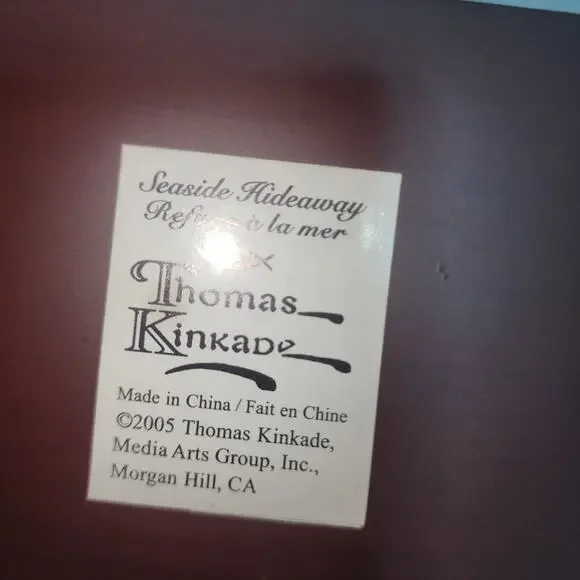 Seaside Hideaway
Refuge à la mer
Thomas
Kinkade
Made in China / Fait en Chine
©2005 Thomas Kinkade,
Media Arts Group, Inc.,
Morgan Hill, CA